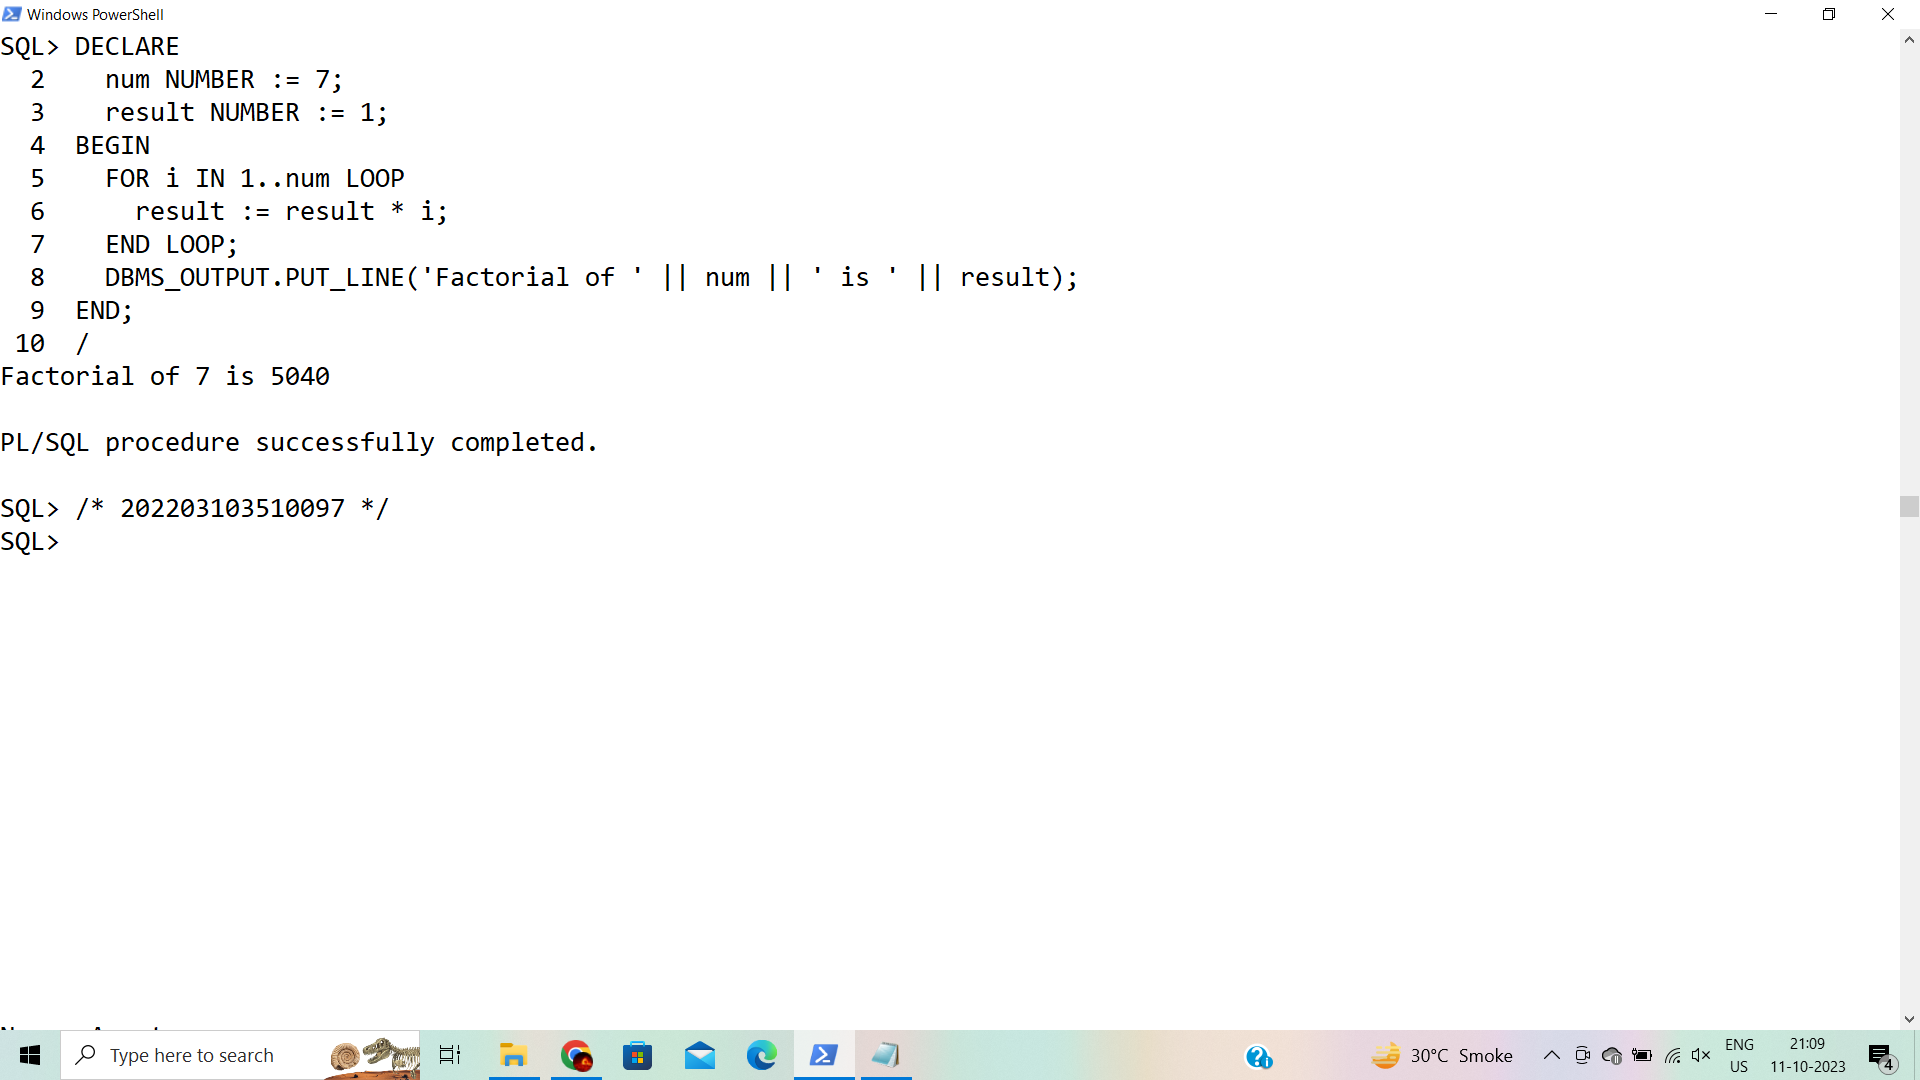 Windows PowerShell
SQL> DECLARE
  2    num NUMBER := 7;
  3    result NUMBER := 1;
  4  BEGIN
  5    FOR i IN 1..num LOOP
  6      result := result * i;
  7    END LOOP;
  8    DBMS_OUTPUT.PUT_LINE('Factorial of ' || num || ' is ' || result);
  9  END;
 10  /
Factorial of 7 is 5040
PL/SQL procedure successfully completed.
SQL> /* 202203103510097 */
SQL>
Type here to search
30°C Smoke
ENG
US
21:09
11-10-2023
4